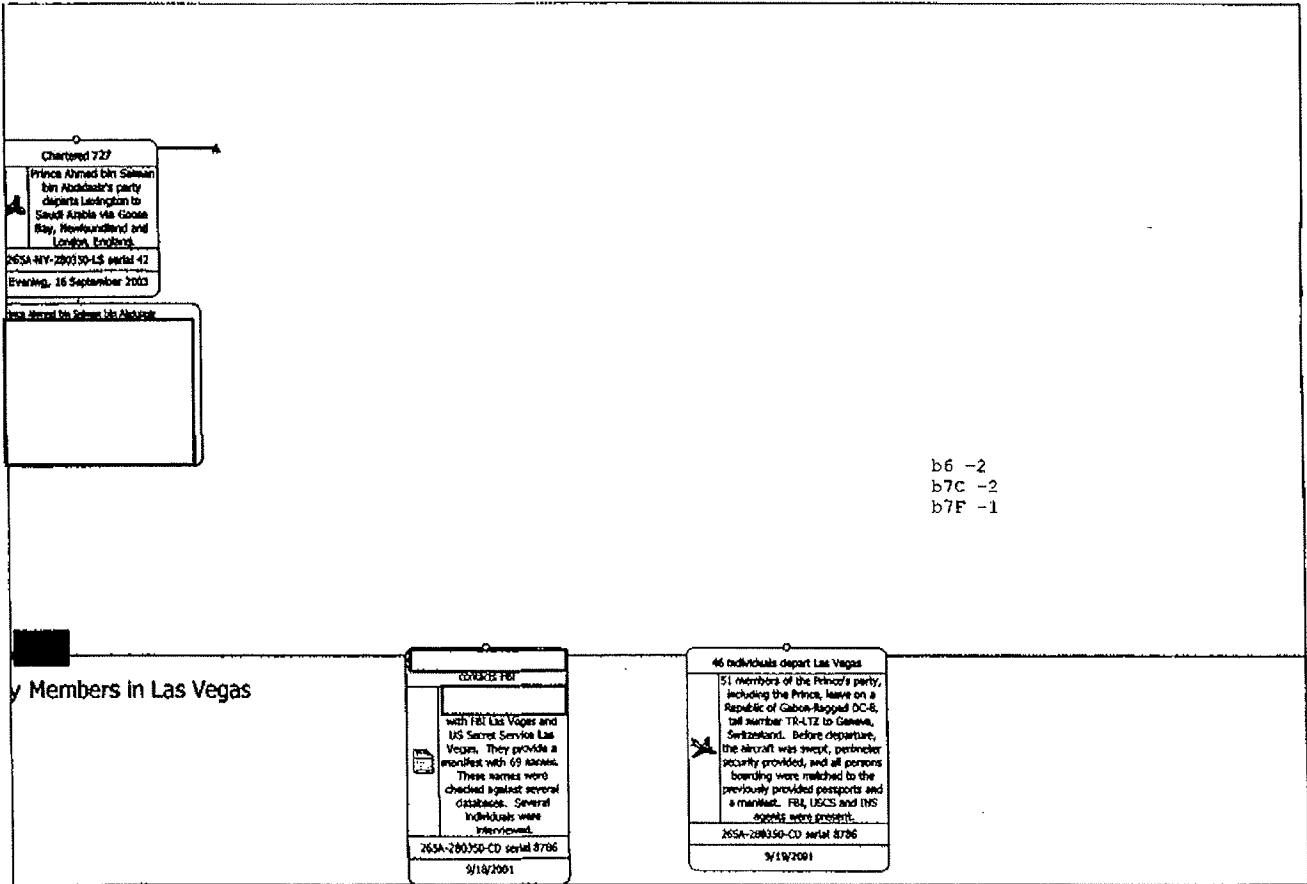 Chartered 727
Prince Ahmed bin Salman
bin Abdulaziz's party
departs Lexington to
Saudi Arabia via Goose
Bay, Newfoundland and
London, England.
265A-NY-280350-LS serial 42
Evening, 16 September 2003
Ahmed bin Salman bin Abdulaziz
b6 -2
b7C -2
b7F -1
y Members in Las Vegas
contacts FBI
with FBI Las Vegas and
US Secret Service Las
Vegas. They provide a
manifest with 69 names.
These names were
checked against several
databases. Several
individuals were
interviewed.
265A-280350-CD serial 8786
9/18/2001
46 individuals depart Las Vegas
51 members of the Prince's party,
including the Prince, leave on a
Republic of Gabon-flagged DC-8,
tail number TR-LTZ to Geneva,
Switzerland. Before departure,
the aircraft was swept, perimeter
security provided, and all persons
boarding were matched to the
previously provided passports and
a manifest. FBI, USCS and INS
agents were present.
265A-280350-CD serial 8786
9/19/2001